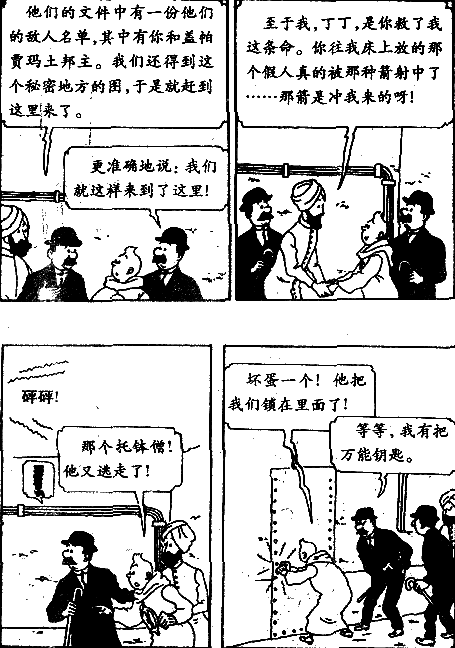 他们的文件中有一份他们
的敌人名单,其中有你和盖帕
贾玛土邦主。我们还得到这
个秘密地方的图,于是就赶到
这里来了。
更准确地说:我们
就这样来到了这里!
至于我,丁丁,是你救了我
这条命。你往我床上放的那
个假人真的被那种箭射中了
……那箭是冲我来的呀!
砰砰!
那个托钵僧!
他又逃走了!
坏蛋一个!他把
我们锁在里面了!
等等,我有把
万能钥匙。